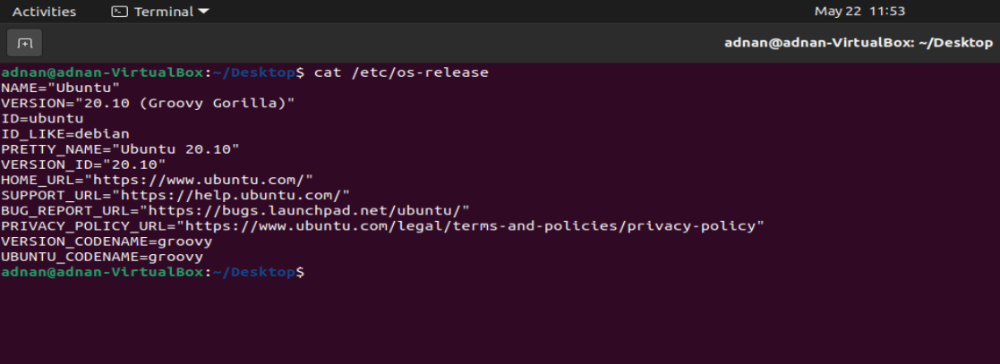 Activities Terminal May 22 11:53
adnan@adnan-VirtualBox: ~/Desktop
adnan@adnan-VirtualBox:~/Desktop$ cat /etc/os-release
NAME="Ubuntu"
VERSION="20.10 (Groovy Gorilla)"
ID=ubuntu
ID_LIKE=debian
PRETTY_NAME="Ubuntu 20.10"
VERSION_ID="20.10"
HOME_URL="https://www.ubuntu.com/"
SUPPORT_URL="https://help.ubuntu.com/"
BUG_REPORT_URL="https://bugs.launchpad.net/ubuntu/"
PRIVACY_POLICY_URL="https://www.ubuntu.com/legal/terms-and-policies/privacy-policy"
VERSION_CODENAME=groovy
UBUNTU_CODENAME=groovy
adnan@adnan-VirtualBox:~/Desktop$